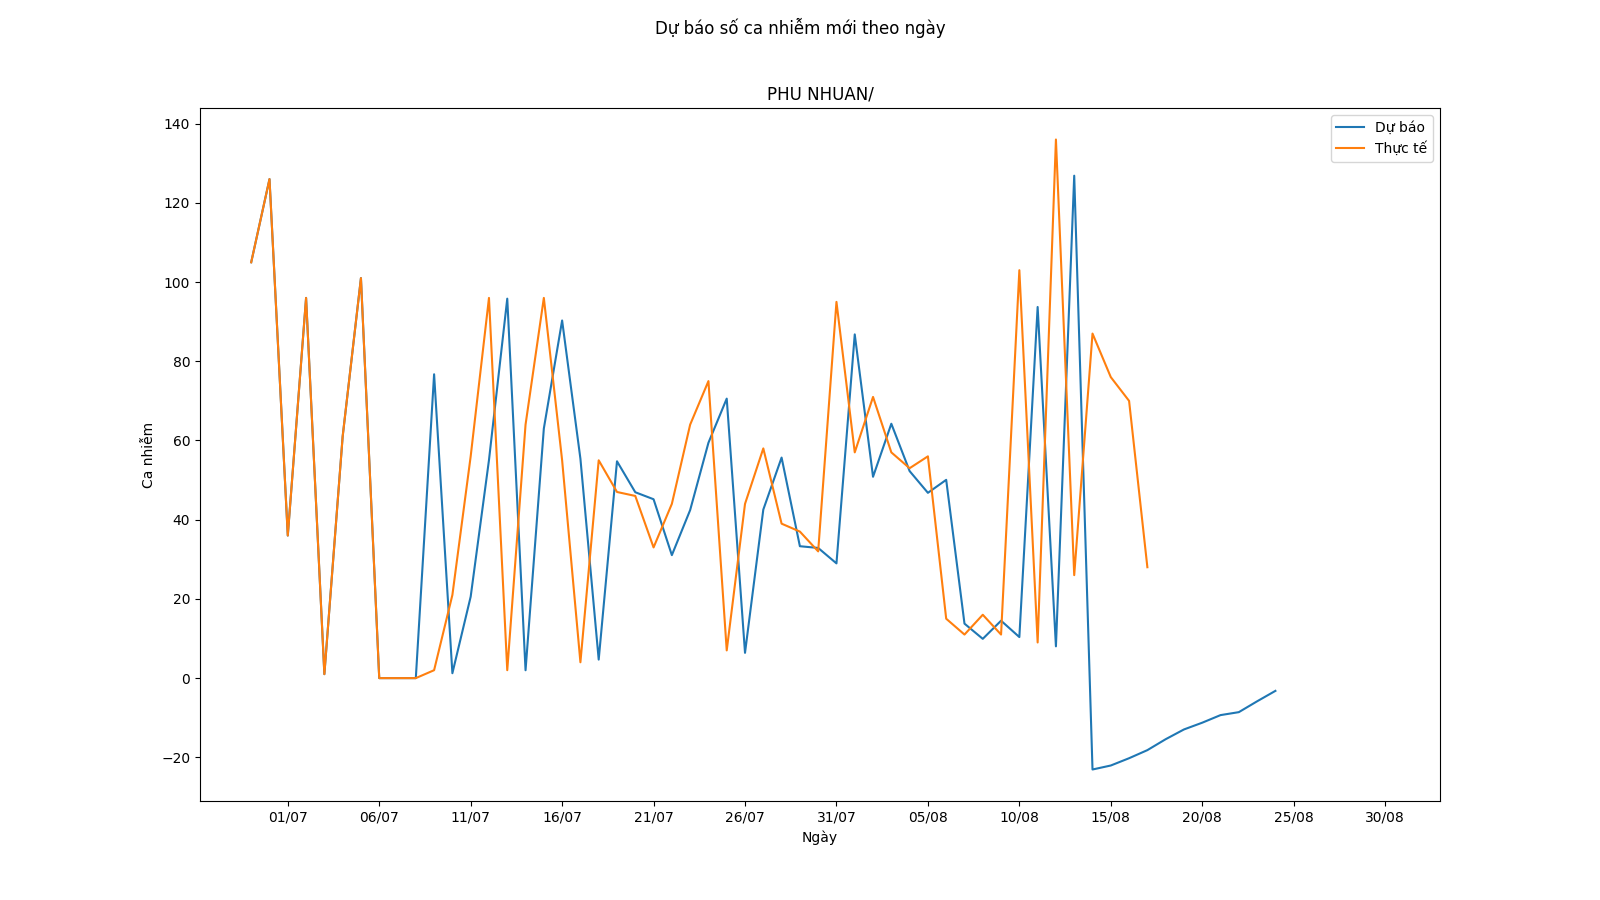 Dự báo số ca nhiễm mới theo ngày
PHU NHUAN/
Dự báo
Thực tế
140
120
100
80
60
40
20
0
−20
Ca nhiễm
01/07 06/07 11/07 16/07 21/07 26/07 31/07 05/08 10/08 15/08 20/08 25/08 30/08
Ngày